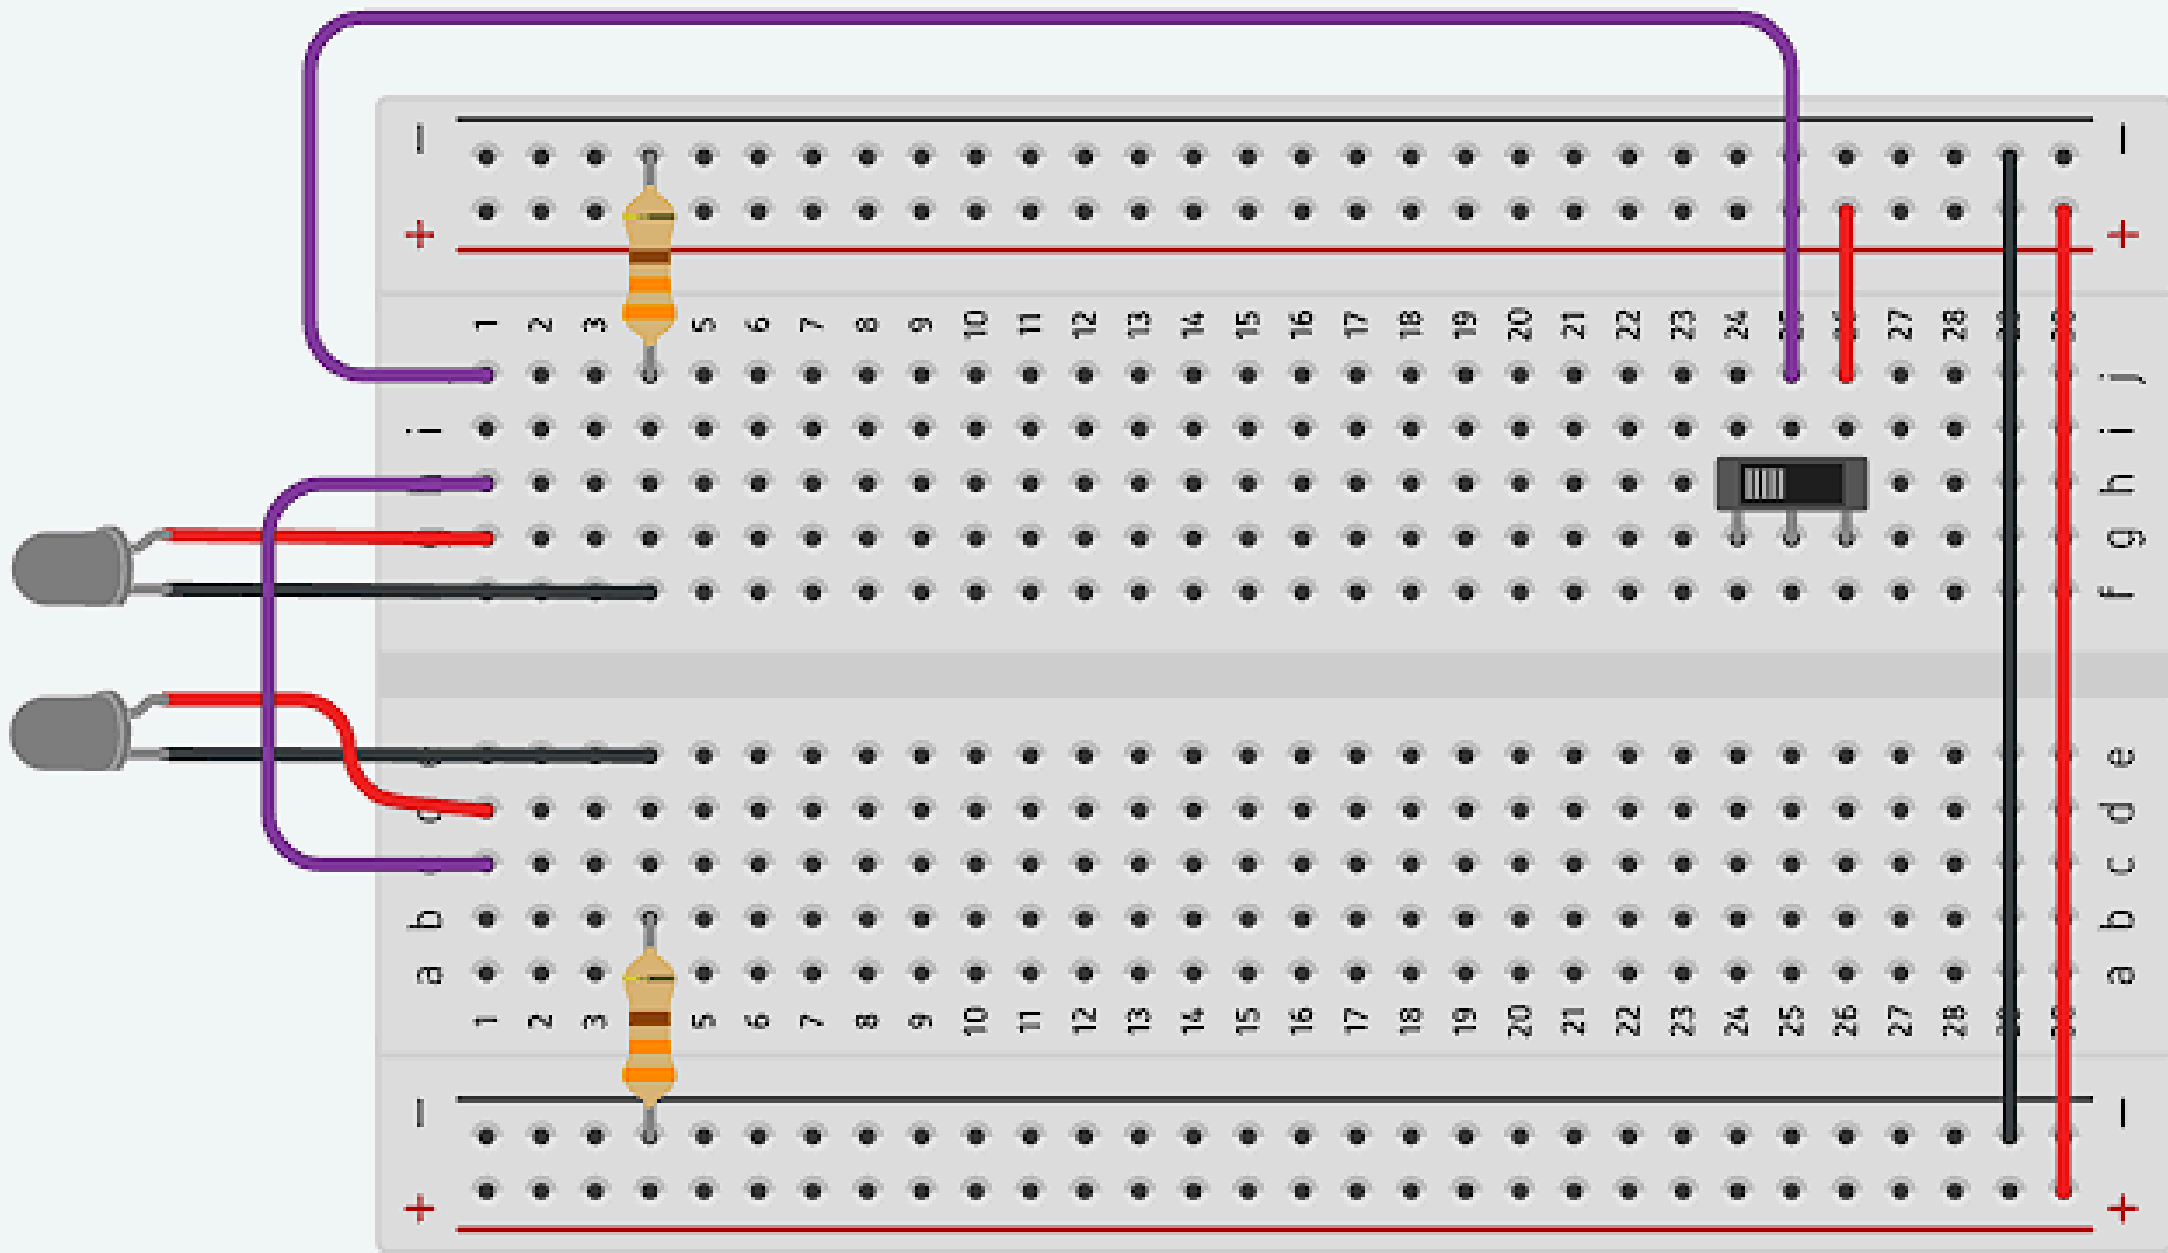 − −
+ +
1 2 3 5 6 7 8 9 10 11 12 13 14 15 16 17 18 19 20 21 22 23 24 27 28
j
i i
h
g
f
e
d
c
b b
a a
1 2 3 5 6 7 8 9 10 11 12 13 14 15 16 17 18 19 20 21 22 23 24 25 26 27 28
− −
+ +